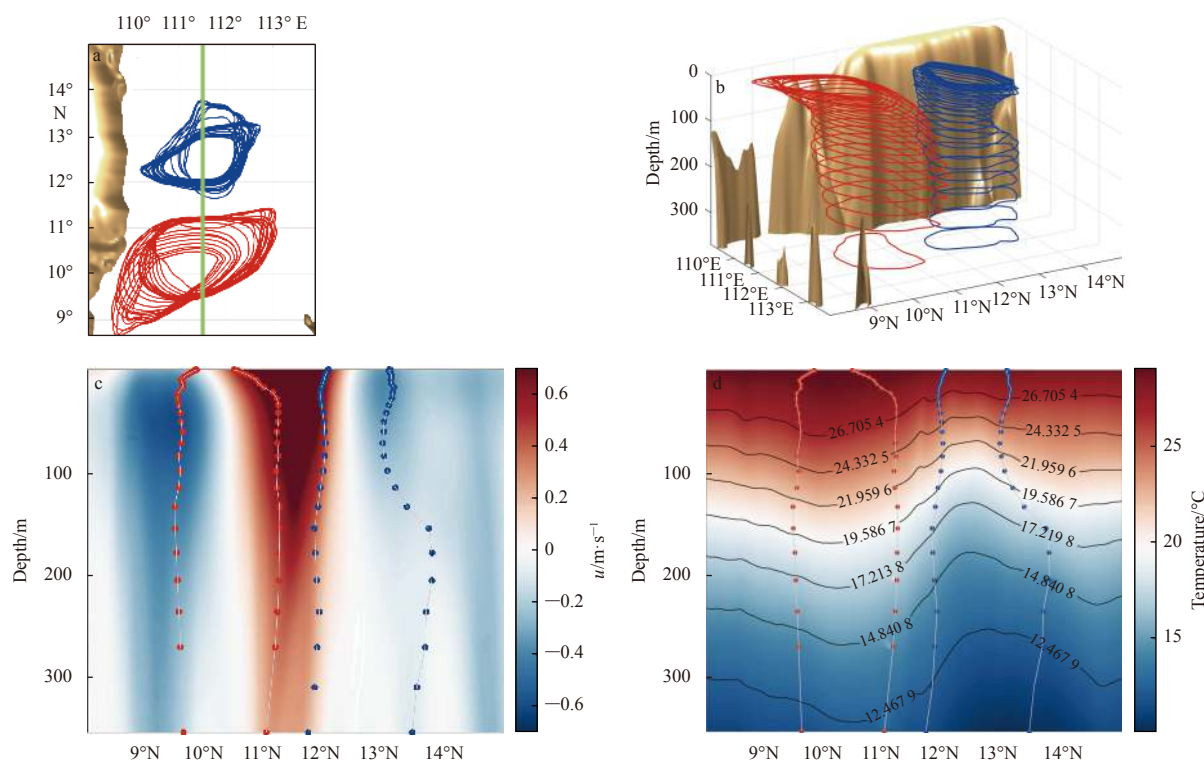 110° 111° 112° 113° E
a
14°
N
13°
12°
11°
10°
9°
b
0
100
200
300
Depth/m
110°E
111°E
112°E
113°E
9°N
10°N
11°N
12°N
13°N
14°N
c
100
200
300
Depth/m
9°N 10°N 11°N 12°N 13°N 14°N
0.6
0.4
0.2
0
—0.2
—0.4
—0.6
u/m·s⁻¹
d
26.705 4
26.705 4
24.332 5
24.332 5
21.959 6
21.959 6
19.586 7
19.586 7
17.219 8
17.213 8
14.840 8
14.840 8
12.467 9
12.467 9
100
200
300
Depth/m
9°N 10°N 11°N 12°N 13°N 14°N
25
20
15
Temperature/°C